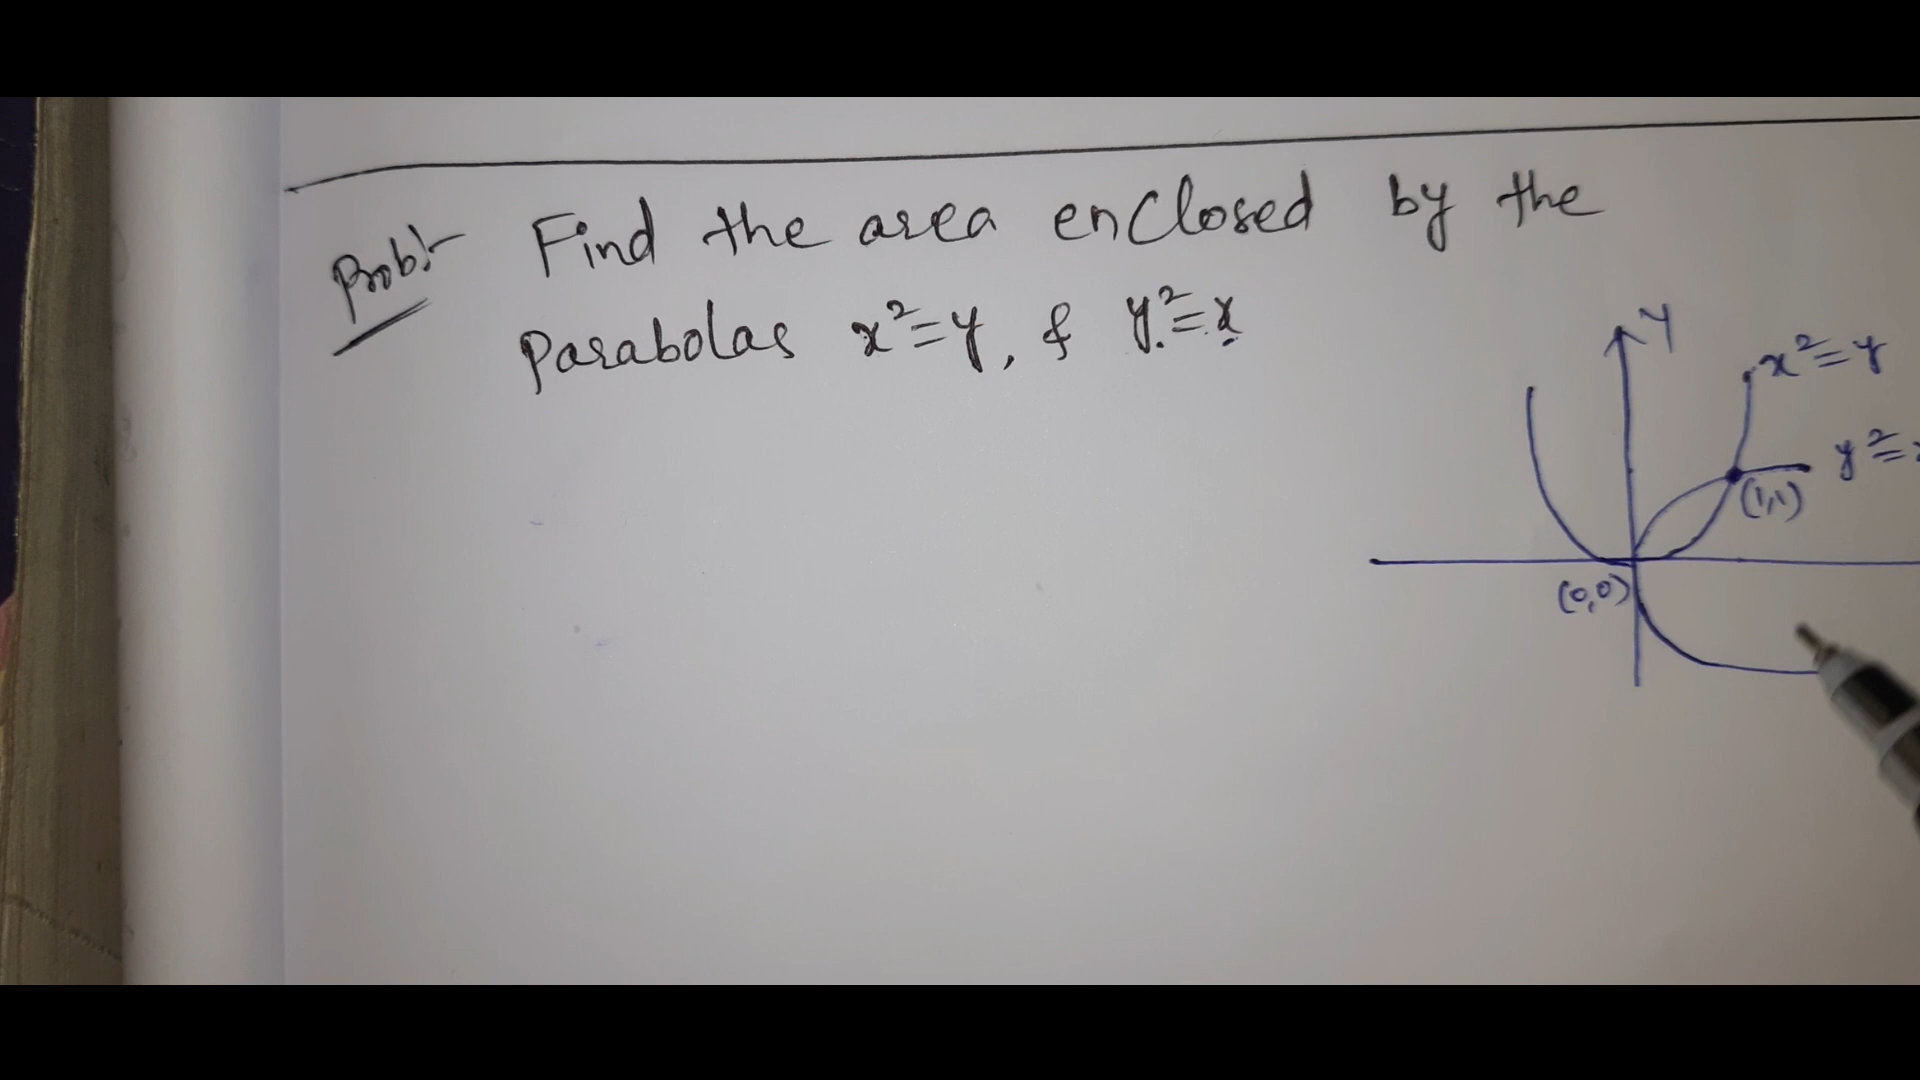 Prob:- Find the area enclosed by the
Parabolas x²=y, & y²=x
y
x²=y
y²=
(1,1)
(0,0)